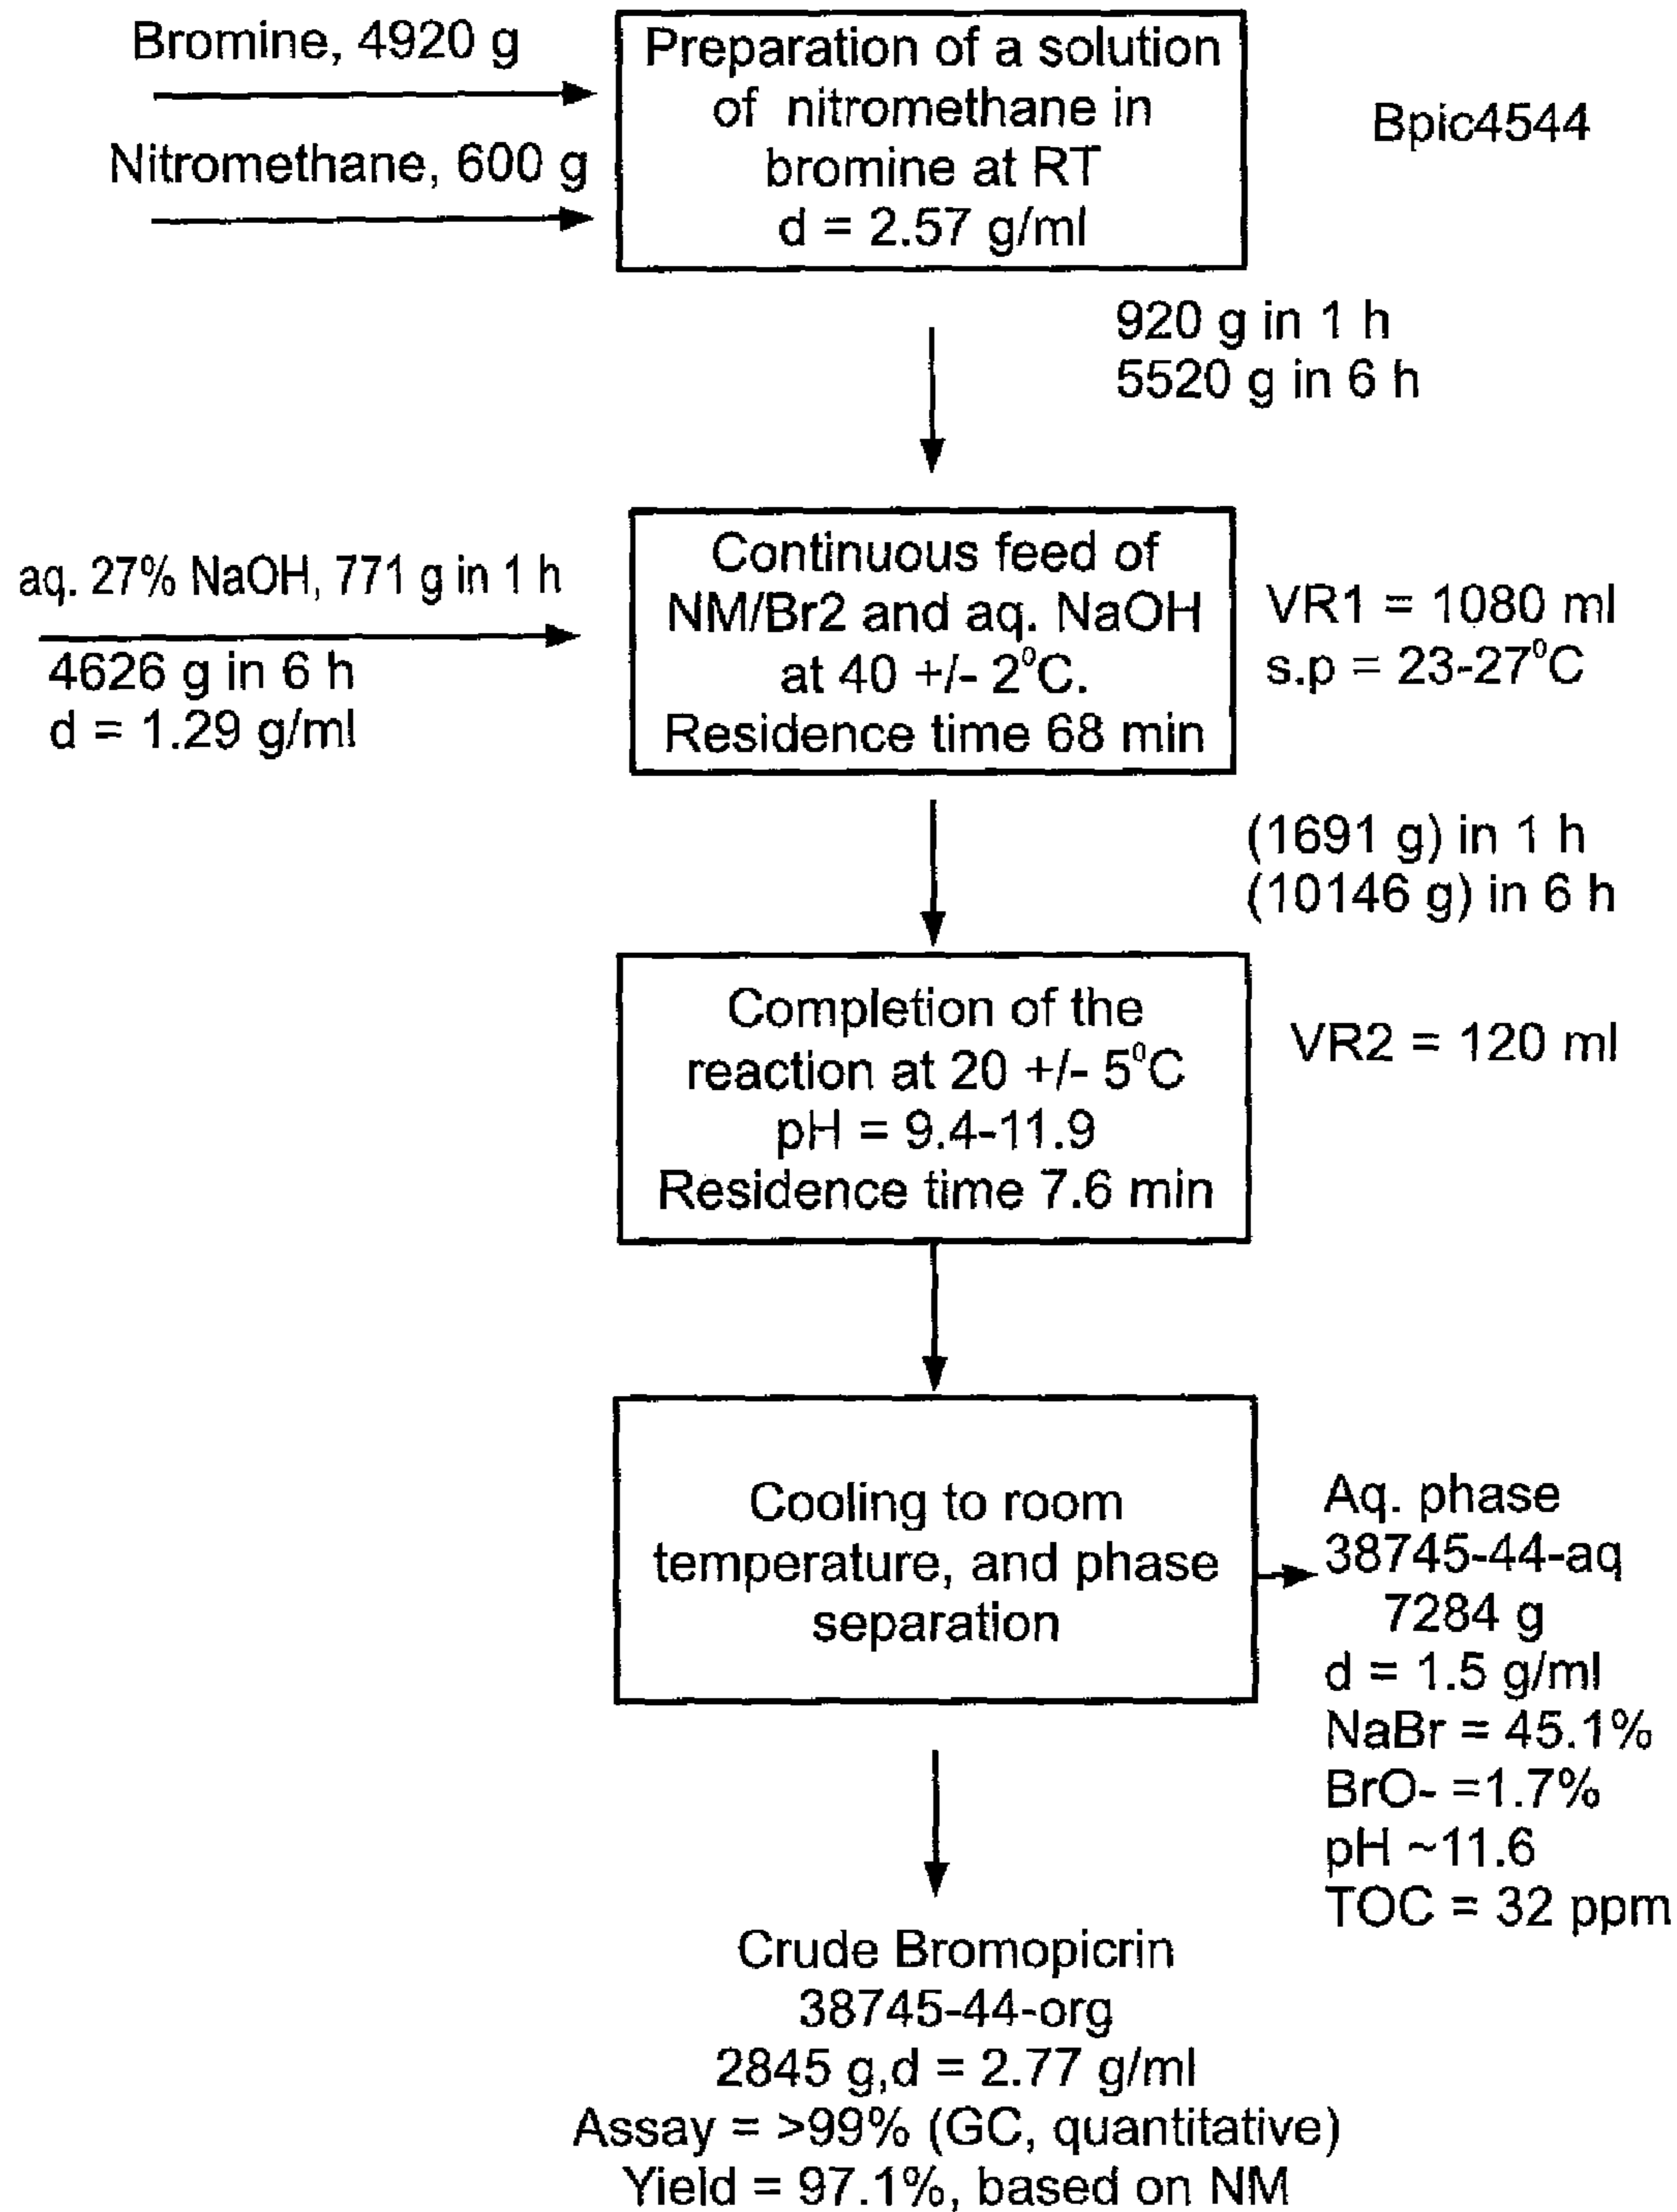 Bromine, 4920 g
Nitromethane, 600 g
Preparation of a solution
of nitromethane in
bromine at RT
d = 2.57 g/ml
Bpic4544
920 g in 1 h
5520 g in 6 h
aq. 27% NaOH, 771 g in 1 h
4626 g in 6 h
d = 1.29 g/ml
Continuous feed of
NM/Br2 and aq. NaOH
at 40 +/- 2⁰C.
Residence time 68 min
VR1 = 1080 ml
s.p = 23-27⁰C
(1691 g) in 1 h
(10146 g) in 6 h
Completion of the
reaction at 20 +/- 5⁰C
pH = 9.4-11.9
Residence time 7.6 min
VR2 = 120 ml
Cooling to room
temperature, and phase
separation
Aq. phase
38745-44-aq
7284 g
d = 1.5 g/ml
NaBr = 45.1%
BrO- =1.7%
pH ~11.6
TOC = 32 ppm
Crude Bromopicrin
38745-44-org
2845 g,d = 2.77 g/ml
Assay = >99% (GC, quantitative)
Yield = 97.1%, based on NM